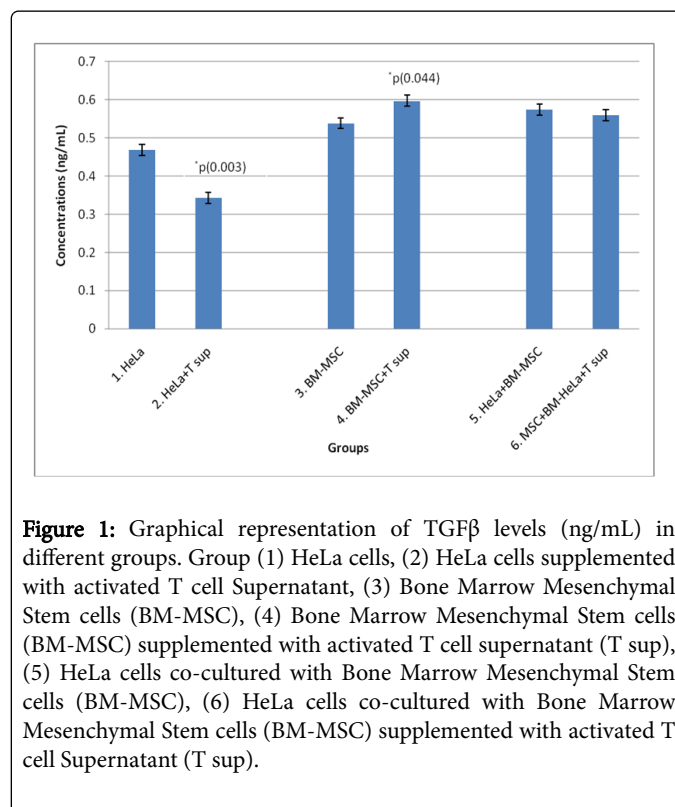 0.7
0.6
0.5
0.4
0.3
0.2
0.1
0
Concentrations (ng/mL)
*p(0.003)
*p(0.044)
1. HeLa
2. HeLa+T sup
3. BM-MSC
4. BM-MSC+T sup
5. HeLa+BM-MSC
6. MSC+BM-HeLa+T sup
Groups
Figure 1: Graphical representation of TGFβ levels (ng/mL) in
different groups. Group (1) HeLa cells, (2) HeLa cells supplemented
with activated T cell Supernatant, (3) Bone Marrow Mesenchymal
Stem cells (BM-MSC), (4) Bone Marrow Mesenchymal Stem cells
(BM-MSC) supplemented with activated T cell supernatant (T sup),
(5) HeLa cells co-cultured with Bone Marrow Mesenchymal Stem
cells (BM-MSC), (6) HeLa cells co-cultured with Bone Marrow
Mesenchymal Stem cells (BM-MSC) supplemented with activated T
cell Supernatant (T sup).